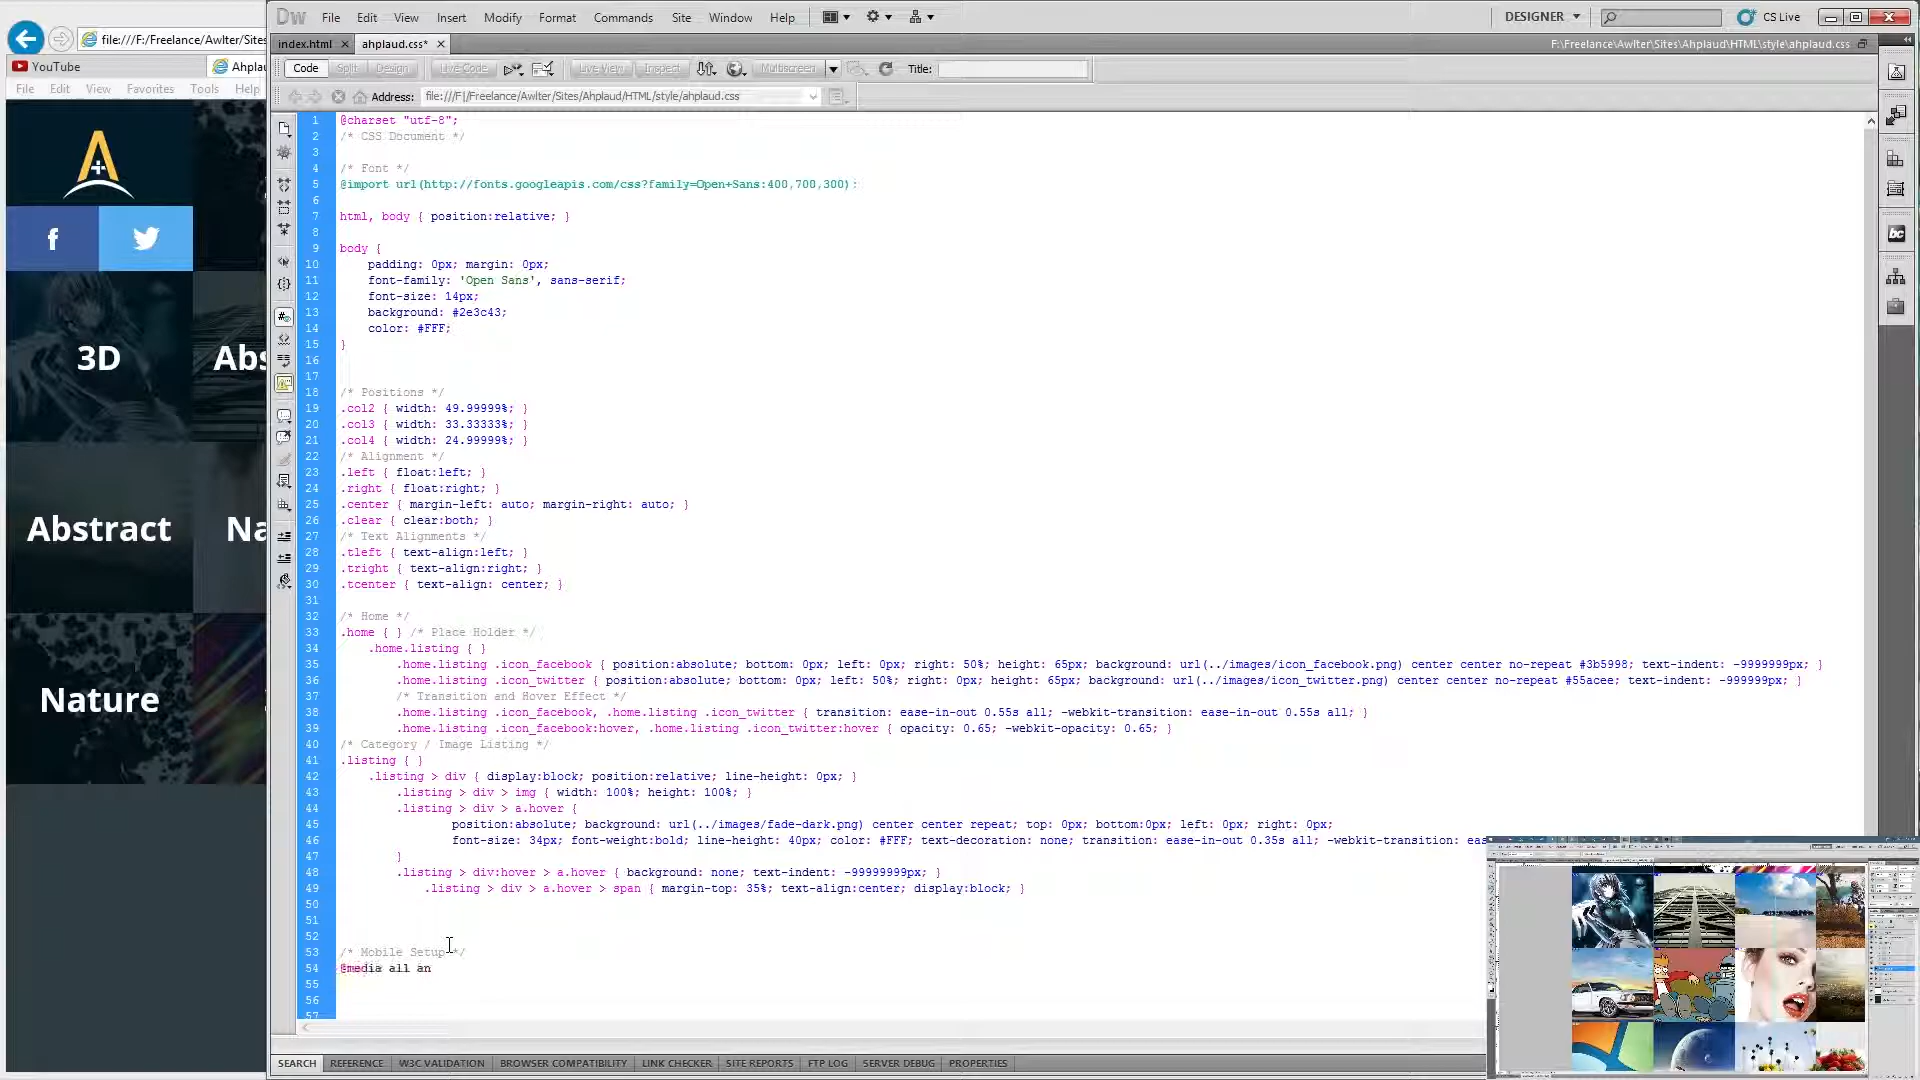 file:///F:/Freelance/Awlter/Sites
YouTube
Ahplau
File Edit View Favorites Tools Help
f
3D
Abs
Abstract
Na
Nature
Dw File Edit View Insert Modify Format Commands Site Window Help
DESIGNER
CS Live
index.html
ahplaud.css*
F:\Freelance\Awlter\Sites\Ahplaud\HTML\style\ahplaud.css
Code Split Design Live Code Live View Inspect Multiscreen Title:
Address: file:///F|/Freelance/Awlter/Sites/Ahplaud/HTML/style/ahplaud.css
1 @charset "utf-8";
2 /* CSS Document */
3
4 /* Font */
5 @import url(http://fonts.googleapis.com/css?family=Open+Sans:400,700,300);
6
7 html, body { position:relative; }
8
9 body {
10 padding: 0px; margin: 0px;
11 font-family: 'Open Sans', sans-serif;
12 font-size: 14px;
13 background: #2e3c43;
14 color: #FFF;
15 }
16
17
18 /* Positions */
19 .col2 { width: 49.99999%; }
20 .col3 { width: 33.33333%; }
21 .col4 { width: 24.99999%; }
22 /* Alignment */
23 .left { float:left; }
24 .right { float:right; }
25 .center { margin-left: auto; margin-right: auto; }
26 .clear { clear:both; }
27 /* Text Alignments */
28 .tleft { text-align:left; }
29 .tright { text-align:right; }
30 .tcenter { text-align: center; }
31
32 /* Home */
33 .home { } /* Place Holder */
34 .home.listing { }
35 .home.listing .icon_facebook { position:absolute; bottom: 0px; left: 0px; right: 50%; height: 65px; background: url(../images/icon_facebook.png) center center no-repeat #3b5998; text-indent: -9999999px; }
36 .home.listing .icon_twitter { position:absolute; bottom: 0px; left: 50%; right: 0px; height: 65px; background: url(../images/icon_twitter.png) center center no-repeat #55acee; text-indent: -999999px; }
37 /* Transition and Hover Effect */
38 .home.listing .icon_facebook, .home.listing .icon_twitter { transition: ease-in-out 0.55s all; -webkit-transition: ease-in-out 0.55s all; }
39 .home.listing .icon_facebook:hover, .home.listing .icon_twitter:hover { opacity: 0.65; -webkit-opacity: 0.65; }
40 /* Category / Image Listing */
41 .listing { }
42 .listing > div { display:block; position:relative; line-height: 0px; }
43 .listing > div > img { width: 100%; height: 100%; }
44 .listing > div > a.hover {
45 position:absolute; background: url(../images/fade-dark.png) center center repeat; top: 0px; bottom:0px; left: 0px; right: 0px;
46 font-size: 34px; font-weight:bold; line-height: 40px; color: #FFF; text-decoration: none; transition: ease-in-out 0.35s all; -webkit-transition: eas
47 }
48 .listing > div:hover > a.hover { background: none; text-indent: -99999999px; }
49 .listing > div > a.hover > span { margin-top: 35%; text-align:center; display:block; }
50
51
52
53 /* Mobile Setup */
54 @media all an
55
56
57
SEARCH REFERENCE W3C VALIDATION BROWSER COMPATIBILITY LINK CHECKER SITE REPORTS FTP LOG SERVER DEBUG PROPERTIES